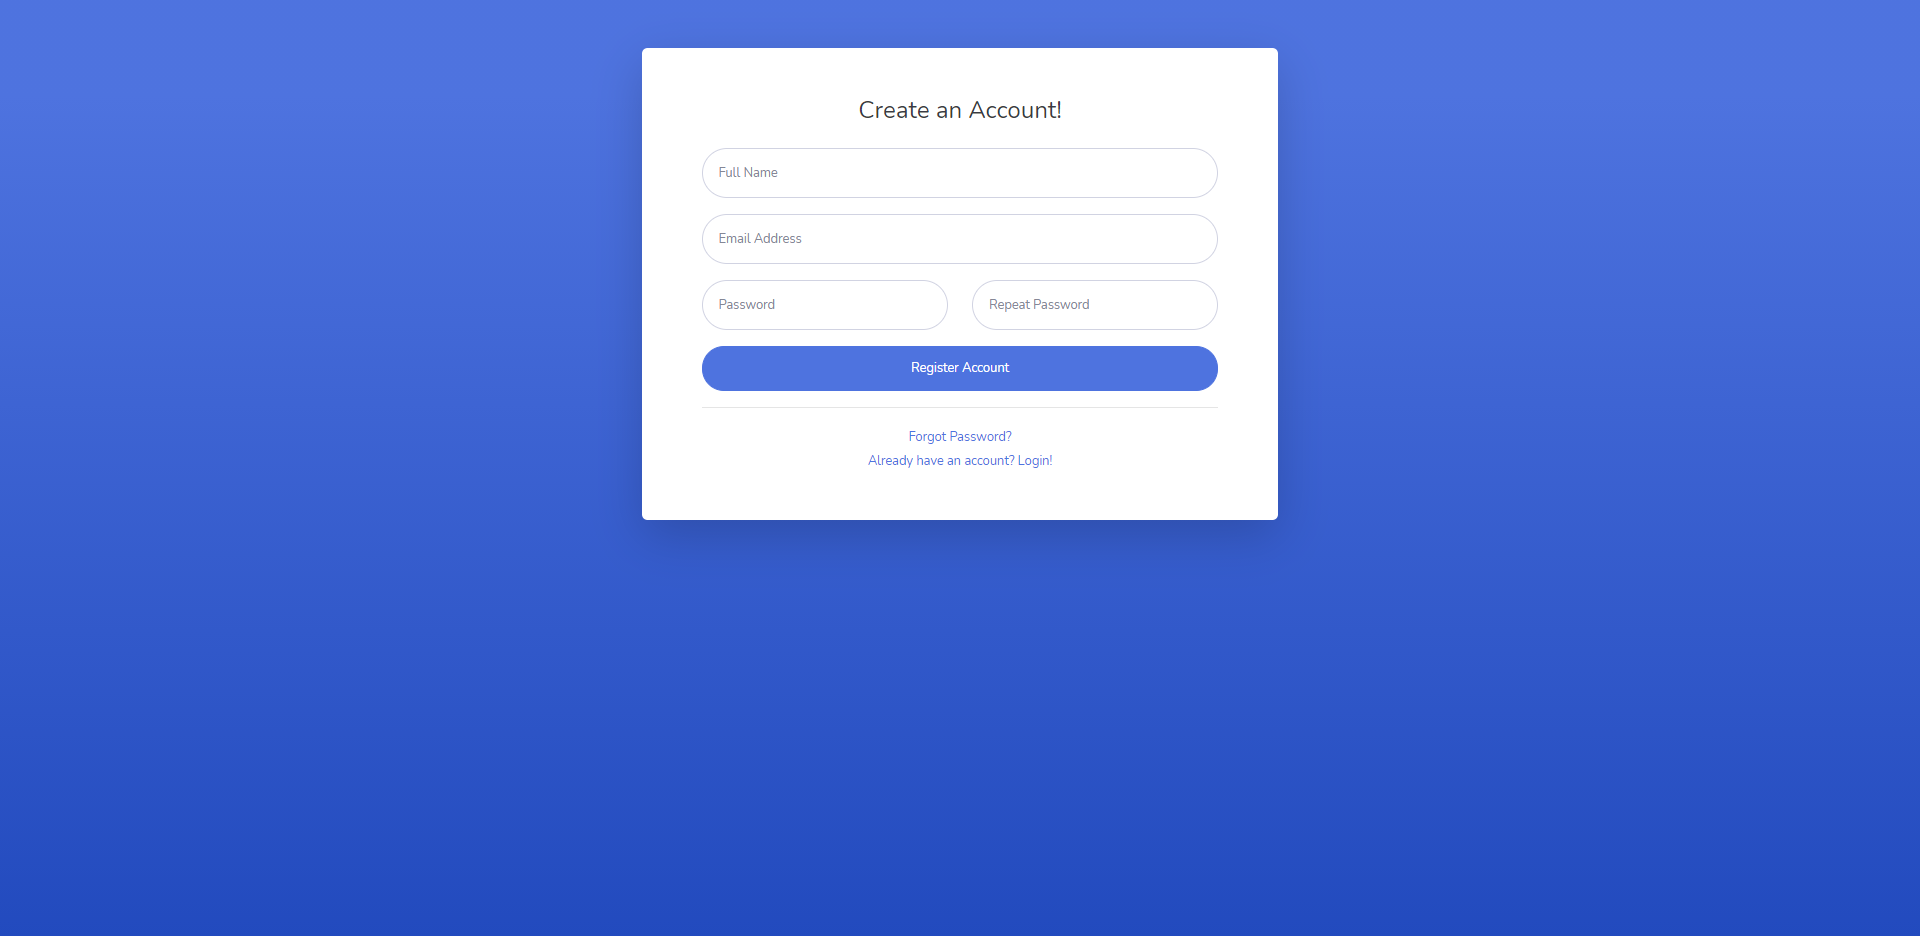 Create an Account!
Full Name
Email Address
Password
Repeat Password
Register Account
Forgot Password?
Already have an account? Login!